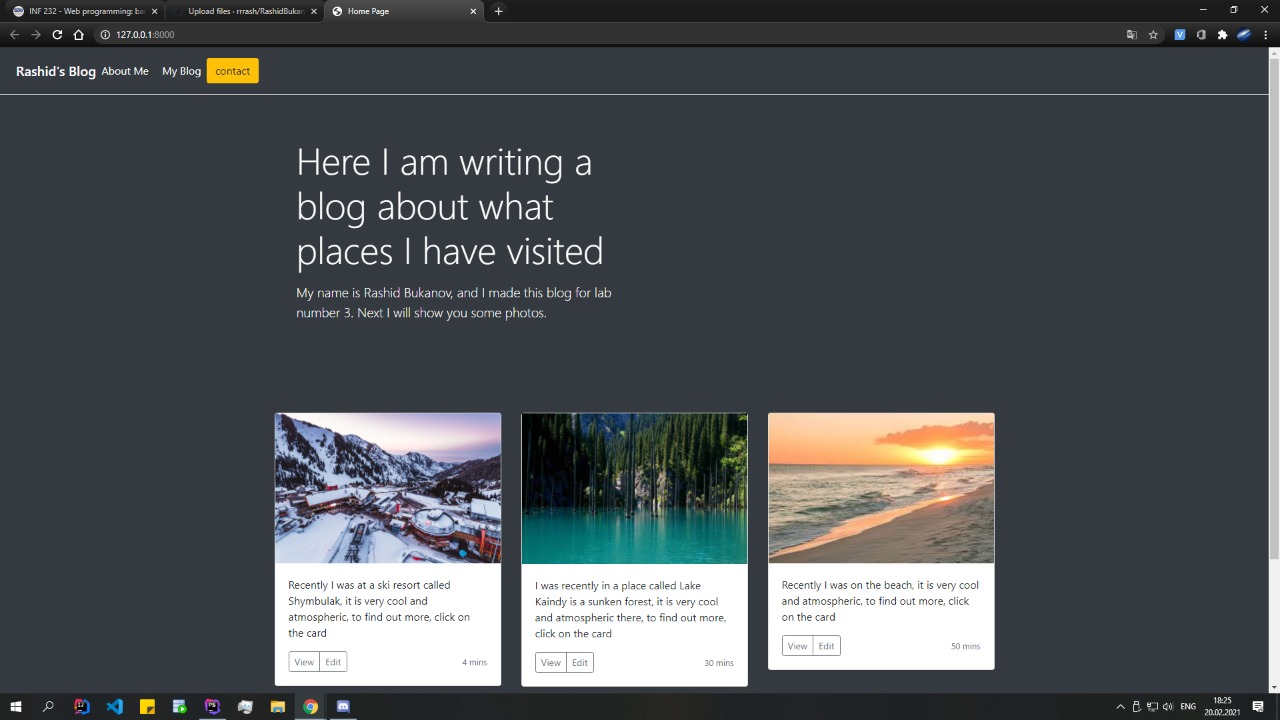 INF 232 - Web programming: ba
Upload files · rrrash/RashidBukan
Home Page
127.0.0.1:8000
Rashid's Blog About Me My Blog contact
Here I am writing a
blog about what
places I have visited
My name is Rashid Bukanov, and I made this blog for lab
number 3. Next I will show you some photos.
Recently I was at a ski resort called
Shymbulak, it is very cool and
atmospheric, to find out more, click on
the card
View Edit 4 mins
I was recently in a place called Lake
Kaindy is a sunken forest, it is very cool
and atmospheric there, to find out more,
click on the card
View Edit 30 mins
Recently I was on the beach, it is very cool
and atmospheric, to find out more, click
on the card
View Edit 50 mins
ENG
18:25
20.02.2021